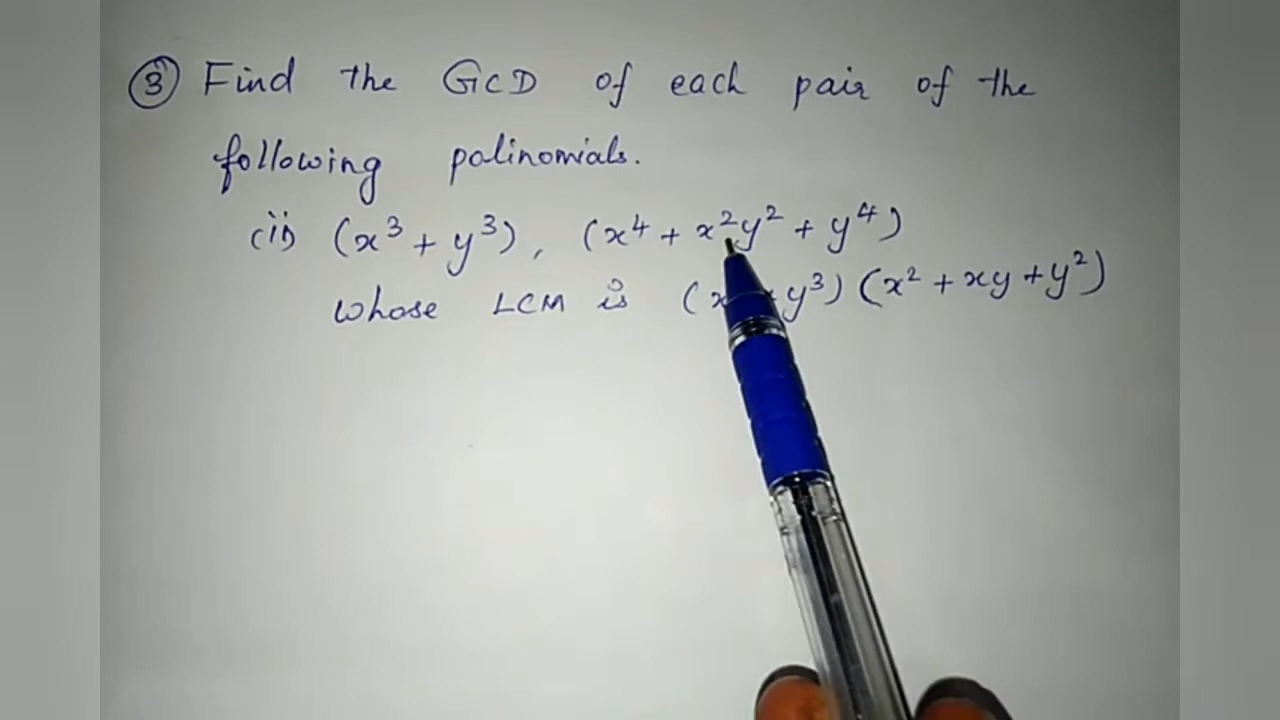 ③ Find the GCD of each pair of the
following palinomials.
(ii) (x³ + y³), (x⁴ + x²y² + y⁴)
whose LCM is (x y³) (x² + xy + y²)